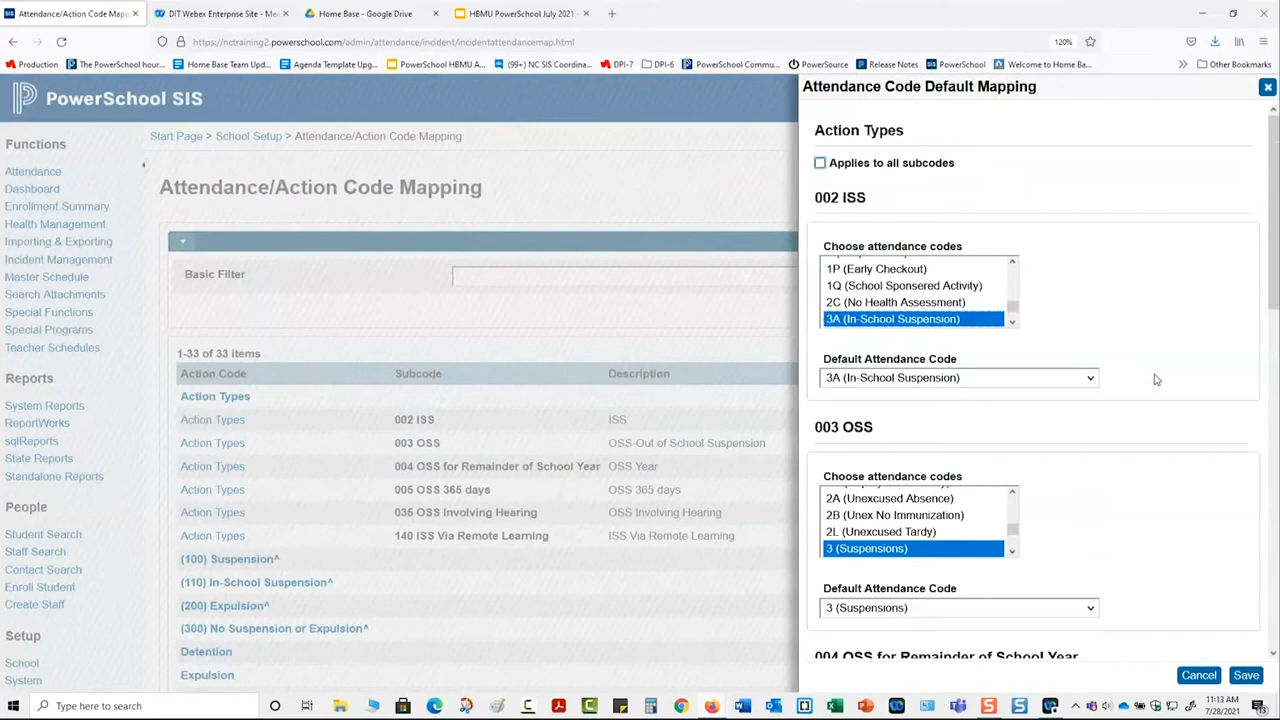 Attendance/Action Code Mapp
DIT Webex Enterprise Site - Me
Home Base - Google Drive
HBMU PowerSchool July 2021 -
https://nctraining2.powerschool.com/admin/attendance/incident/incidentattendancemap.html
120%
Production
The PowerSchool hour...
Home Base Team Upd...
Agenda Template Upg...
PowerSchool HBMU A...
(99+) NC SIS Coordina...
DPI-7
DPI-6
PowerSchool Commu...
PowerSource
Release Notes
PowerSchool
Welcome to Home Ba...
Other Bookmarks
PowerSchool SIS
Functions
Attendance
Dashboard
Enrollment Summary
Health Management
Importing & Exporting
Incident Management
Master Schedule
Search Attachments
Special Functions
Special Programs
Teacher Schedules
Reports
System Reports
ReportWorks
sqlReports
State Reports
Standalone Reports
People
Student Search
Staff Search
Contact Search
Enroll Student
Create Staff
Setup
School
System
Start Page > School Setup > Attendance/Action Code Mapping
Attendance/Action Code Mapping
Basic Filter
1-33 of 33 items
Action Code Subcode Description
Action Types
Action Types 002 ISS ISS
Action Types 003 OSS OSS-Out of School Suspension
Action Types 004 OSS for Remainder of School Year OSS Year
Action Types 005 OSS 365 days OSS 365 days
Action Types 035 OSS Involving Hearing OSS Involving Hearing
Action Types 140 ISS Via Remote Learning ISS Via Remote Learning
(100) Suspension^
(110) In-School Suspension^
(200) Expulsion^
(300) No Suspension or Expulsion^
Detention
Expulsion
Attendance Code Default Mapping
Action Types
Applies to all subcodes
002 ISS
Choose attendance codes
1P (Early Checkout)
1Q (School Sponsored Activity)
2C (No Health Assessment)
3A (In-School Suspension)
Default Attendance Code
3A (In-School Suspension)
003 OSS
Choose attendance codes
2A (Unexcused Absence)
2B (Unex No Immunization)
2L (Unexcused Tardy)
3 (Suspensions)
Default Attendance Code
3 (Suspensions)
004 OSS for Remainder of School Year
Cancel
Save
Type here to search
11:13 AM
7/28/2021